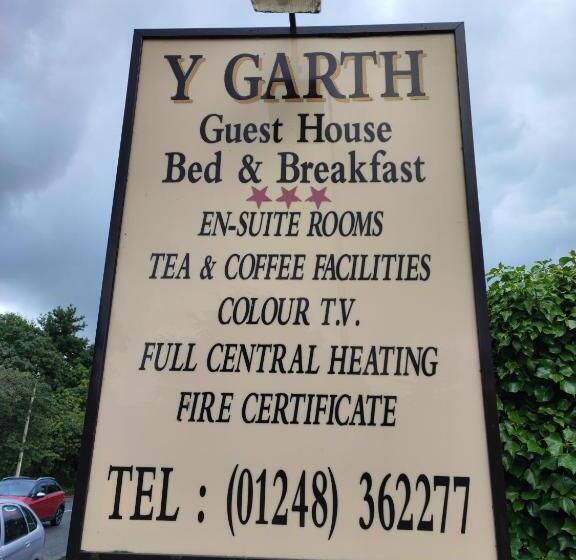 Y GARTH
Guest House
Bed & Breakfast
EN-SUITE ROOMS
TEA & COFFEE FACILITIES
COLOUR T.V.
FULL CENTRAL HEATING
FIRE CERTIFICATE
TEL : (01248) 362277